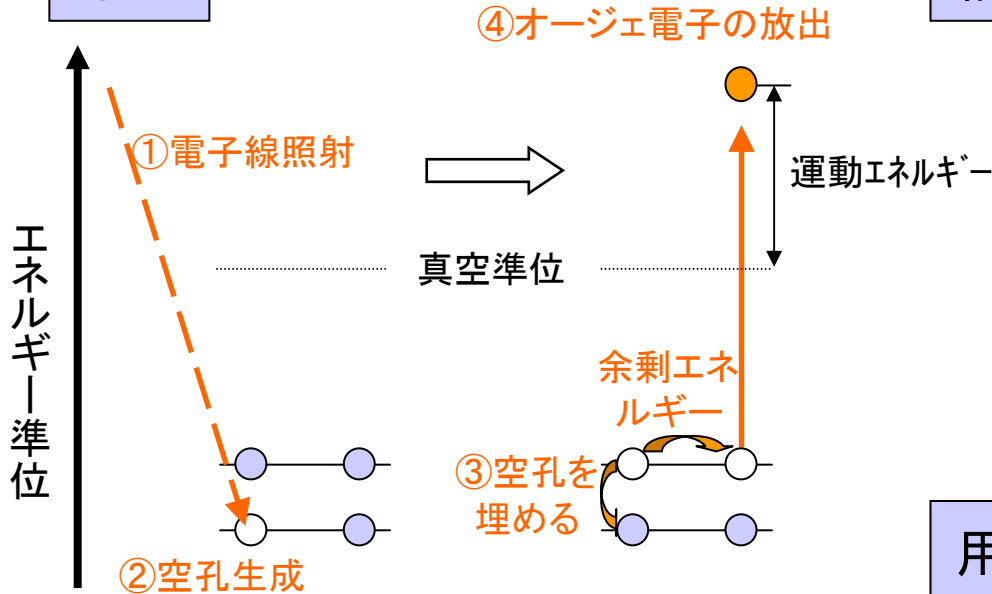 ④オージェ電子の放出
①電子線照射
運動エネルギー
エネルギー準位
真空準位
余剰エネ
ルギー
③空孔を
埋める
②空孔生成
用